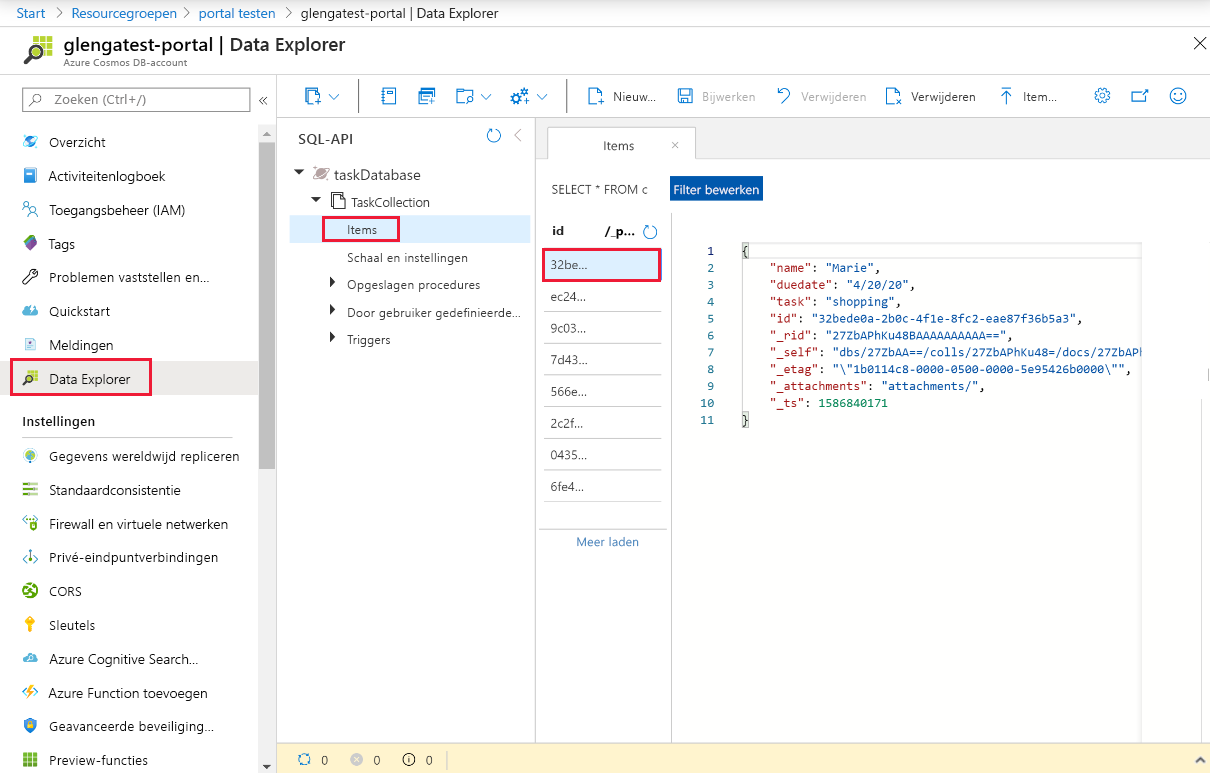 Start > Resourcegroepen > portal testen > glengatest-portal | Data Explorer
glengatest-portal | Data Explorer
Azure Cosmos DB-account
Zoeken (Ctrl+/)
Overzicht
Activiteitenlogboek
Toegangsbeheer (IAM)
Tags
Problemen vaststellen en...
Quickstart
Meldingen
Data Explorer
Instellingen
Gegevens wereldwijd repliceren
Standaardconsistentie
Firewall en virtuele netwerken
Privé-eindpuntverbindingen
CORS
Sleutels
Azure Cognitive Search...
Azure Function toevoegen
Geavanceerde beveiliging...
Preview-functies
Nieuw...
Bijwerken
Verwijderen
Verwijderen
Item...
SQL-API
taskDatabase
TaskCollection
Items
Schaal en instellingen
Opgeslagen procedures
Door gebruiker gedefinieerde...
Triggers
Items
SELECT * FROM c
Filter bewerken
id /_p...
32be...
ec24...
9c03...
7d43...
566e...
2c2f...
0435...
6fe4...
Meer laden
1 {
2 "name": "Marie",
3 "duedate": "4/20/20",
4 "task": "shopping",
5 "id": "32bede0a-2b0c-4f1e-8fc2-eae87f36b5a3",
6 "_rid": "27ZbAPhKu48BAAAAAAAAAA==",
7 "_self": "dbs/27ZbAA==/colls/27ZbAPhKu48=/docs/27ZbAPh
8 "_etag": "\"1b0114c8-0000-0500-0000-5e95426b0000\"",
9 "_attachments": "attachments/",
10 "_ts": 1586840171
11 }
0 0 0